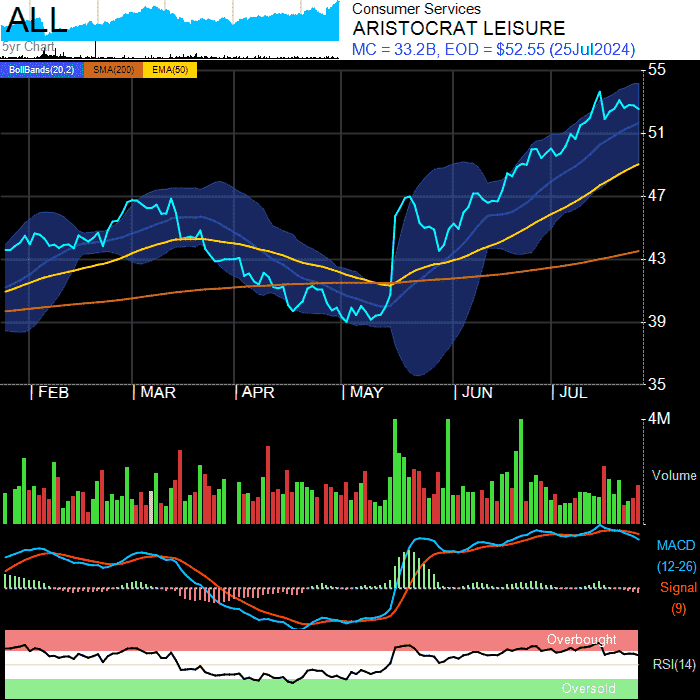 ALL
5yr Chart
Consumer Services
ARISTOCRAT LEISURE
MC = 33.2B, EOD = $52.55 (25Jul2024)
BollBands(20,2) SMA(200) EMA(50)
55
51
47
43
39
35
FEB MAR APR MAY JUN JUL
4M
Volume
MACD
(12-26)
Signal
(9)
Overbought
RSI(14)
Oversold